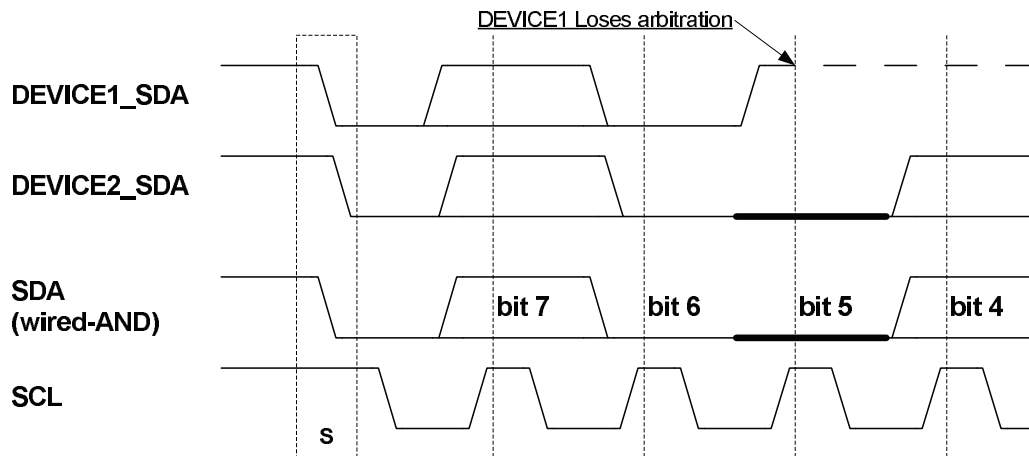 DEVICE1 Loses arbitration
DEVICE1_SDA
DEVICE2_SDA
SDA
(wired-AND)
bit 7 bit 6 bit 5 bit 4
SCL
S